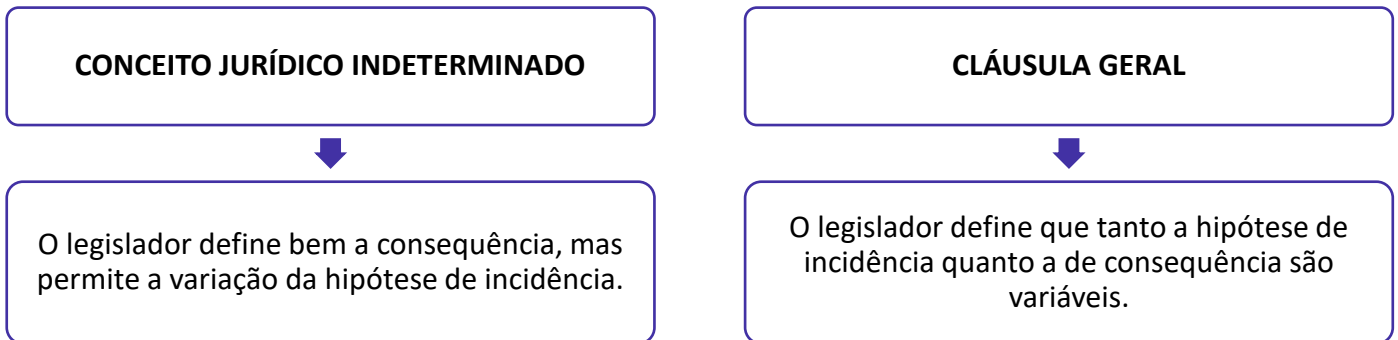 CONCEITO JURÍDICO INDETERMINADO
O legislador define bem a consequência, mas
permite a variação da hipótese de incidência.
CLÁUSULA GERAL
O legislador define que tanto a hipótese de
incidência quanto a de consequência são
variáveis.